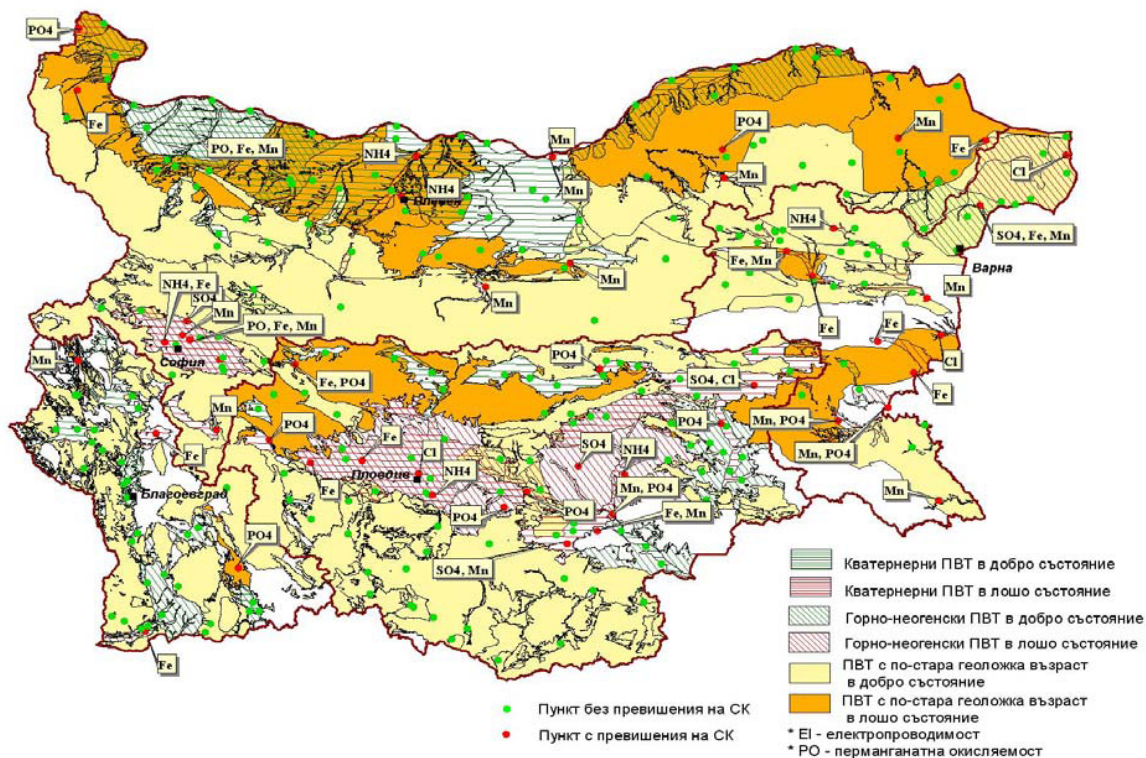 PO4
Fe
PO, Fe, Mn
NH4
Mn
PO4
Mn
Fe
Cl
NH4
Mn
Mn
NH4
SO4, Fe, Mn
Fe, Mn
Варна
Mn
Mn
Mn
NH4, Fe
SO4
Mn
PO, Fe, Mn
Fe
Fe
София
Mn
PO4
Cl
Fe, PO4
SO4, Cl
Fe
Mn
PO4
PO4
Mn, PO4
Fe
Cl
SO4
NH4
Mn, PO4
Fe
Пловдив
NH4
Благоевград
Fe
Mn, PO4
Mn
PO4
PO4
Fe, Mn
PO4
SO4, Mn
Fe
Кватернерни ПВТ в добро състояние
Кватернерни ПВТ в лошо състояние
Горно-неогенски ПВТ в добро състояние
Горно-неогенски ПВТ в лошо състояние
ПВТ с по-стара геоложка възраст
в добро състояние
ПВТ с по-стара геоложка възраст
в лошо състояние
Пункт без превишения на СК
Пункт с превишения на СК
* El - електропроводимост
* PO - перманганатна окисляемост